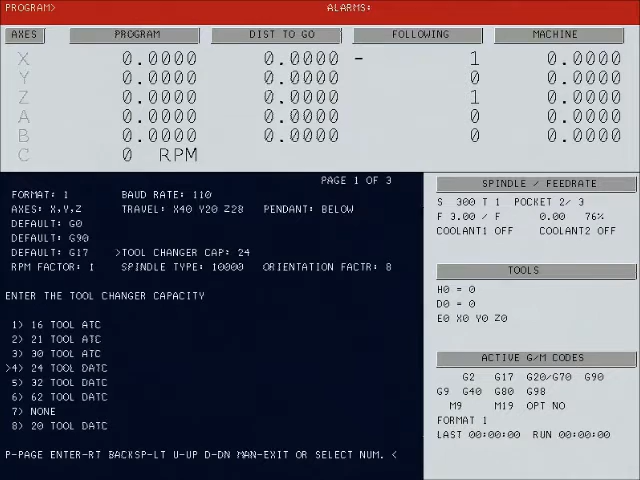 PROGRAM> ALARMS:
AXES PROGRAM DIST TO GO FOLLOWING MACHINE
X 0.0000 0.0000 - 1 0.0000
Y 0.0000 0.0000 0 0.0000
Z 0.0000 0.0000 1 0.0000
A 0.0000 0.0000 0 0.0000
B 0.0000 0.0000 0 0.0000
C 0 RPM
PAGE 1 OF 3
FORMAT: 1 BAUD RATE: 110
AXES: X,Y,Z TRAVEL: X40 Y20 Z28 PENDANT: BELOW
DEFAULT: G0
DEFAULT: G90
DEFAULT: G17 >TOOL CHANGER CAP: 24
RPM FACTOR: 1 SPINDLE TYPE: 10000 ORIENTATION FACTR: 8
ENTER THE TOOL CHANGER CAPACITY
1) 16 TOOL ATC
2) 21 TOOL ATC
3) 30 TOOL ATC
>4) 24 TOOL DATC
5) 32 TOOL DATC
6) 62 TOOL DATC
7) NONE
8) 20 TOOL DATC
P-PAGE ENTER-RT BACKSP-LT U-UP D-DN MAN-EXIT OR SELECT NUM. <
SPINDLE / FEEDRATE
S 300 T 1 POCKET 2/ 3
F 3.00 / F 0.00 76%
COOLANT1 OFF COOLANT2 OFF
TOOLS
H0 = 0
D0 = 0
E0 X0 Y0 Z0
ACTIVE G/M CODES
G2 G17 G20/G70 G90
G9 G40 G80 G98
M9 M19 OPT NO
FORMAT 1
LAST 00:00:00 RUN 00:00:00